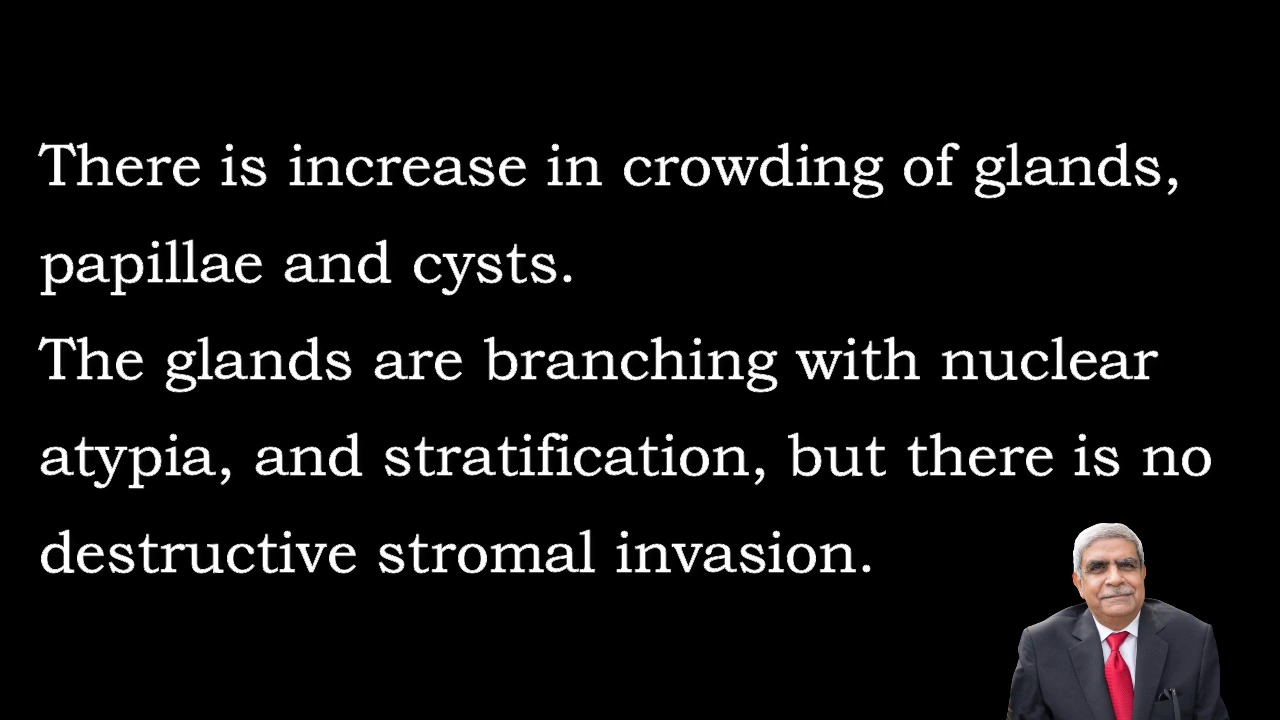 There is increase in crowding of glands,
papillae and cysts.
The glands are branching with nuclear
atypia, and stratification, but there is no
destructive stromal invasion.